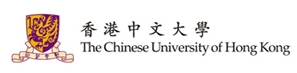 香港中文大學
The Chinese University of Hong Kong